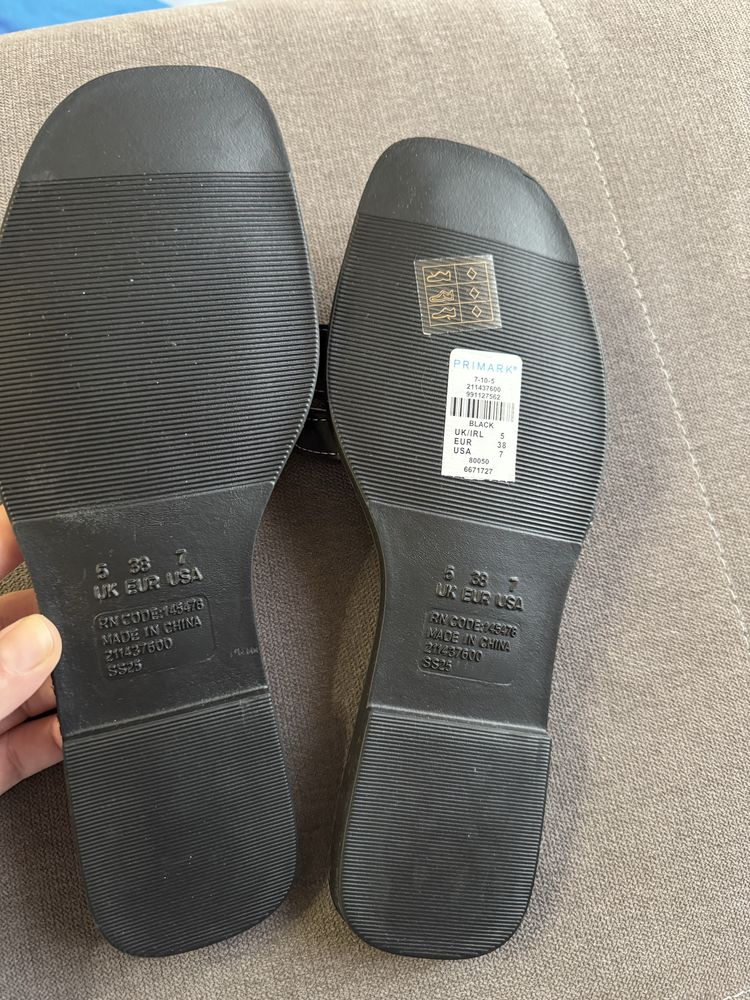 5 38 7
UK EUR USA
RN CODE:145476
MADE IN CHINA
211437600
SS25
PRIMARK®
7-10-5
211437600
991127562
BLACK
UK/IRL 5
EUR 38
USA 7
80050
6671727
5 38 7
UK EUR USA
RN CODE:145476
MADE IN CHINA
211437600
SS25